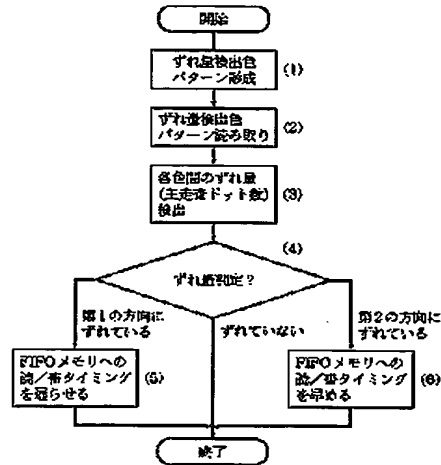 開始
ずれ量検出色
パターン形成
(1)
ずれ量検出色
パターン読み取り
(2)
各色間のずれ量
(主走査ドット数)
検出
(3)
(4)
ずれ量判定?
第1の方向に
ずれている
ずれていない
第2の方向に
ずれている
FIFOメモリへの
読/書タイミング
を遅らせる
(5)
FIFOメモリへの
読/書タイミング
を早める
(6)
終了